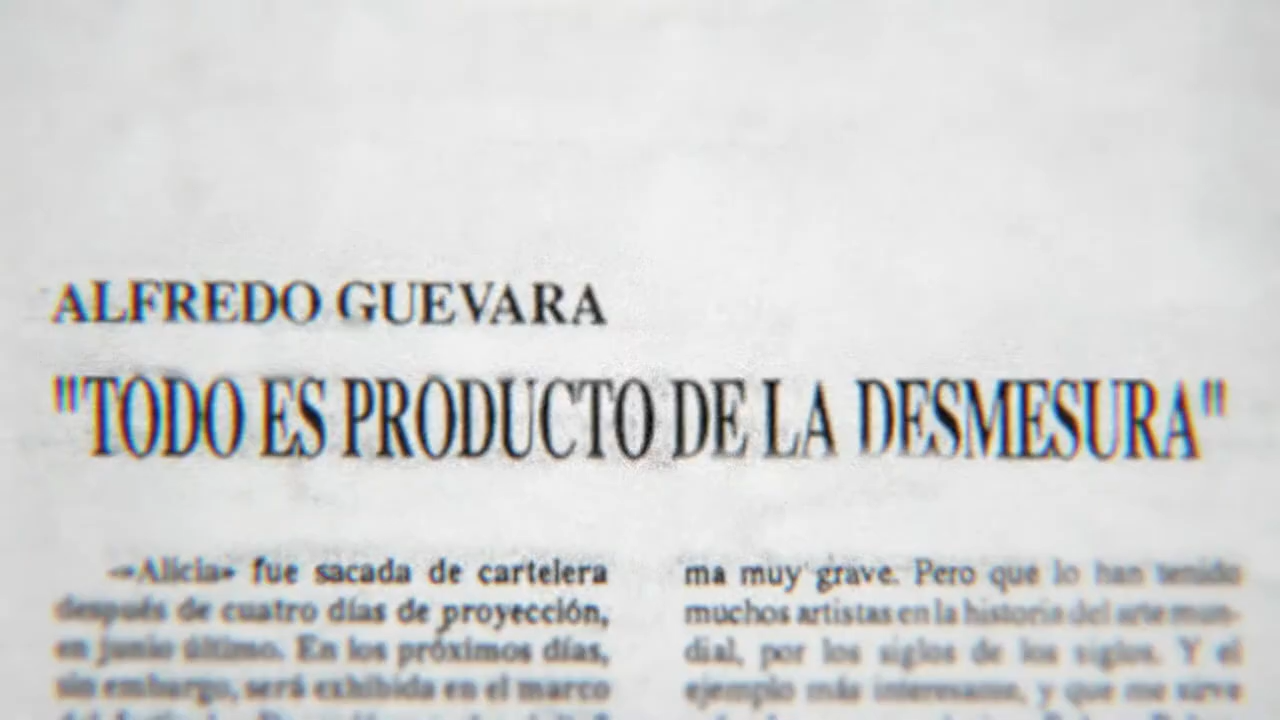 ALFREDO GUEVARA
"TODO ES PRODUCTO DE LA DESMESURA"
—«Alicia» fue sacada de cartelera
después de cuatro días de proyección,
en junio último. En los próximos días,
sin embargo, será exhibida en el marco
ma muy grave. Pero que lo han tenido
muchos artistas en la historia del arte mun-
dial, por los siglos de los siglos. Y el
ejemplo más interesante, y que me sirve